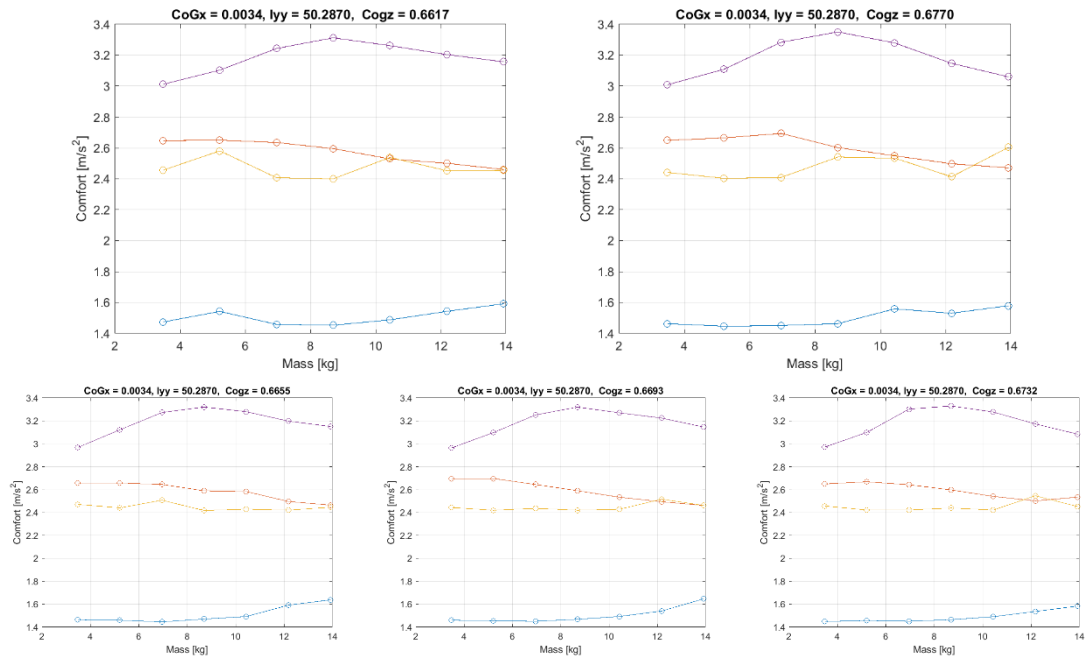 CoGx = 0.0034, Iyy = 50.2870, Cogz = 0.6617
3.4
3.2
3
2.8
2.6
2.4
2.2
2
1.8
1.6
1.4
Comfort [m/s²]
2 4 6 8 10 12 14
Mass [kg]
CoGx = 0.0034, Iyy = 50.2870, Cogz = 0.6770
3.4
3.2
3
2.8
2.6
2.4
2.2
2
1.8
1.6
1.4
Comfort [m/s²]
2 4 6 8 10 12 14
Mass [kg]
CoGx = 0.0034, Iyy = 50.2870, Cogz = 0.6655
3.4
3.2
3
2.8
2.6
2.4
2.2
2
1.8
1.6
1.4
Comfort [m/s²]
2 4 6 8 10 12 14
Mass [kg]
CoGx = 0.0034, Iyy = 50.2870, Cogz = 0.6693
3.4
3.2
3
2.8
2.6
2.4
2.2
2
1.8
1.6
1.4
Comfort [m/s²]
2 4 6 8 10 12 14
Mass [kg]
CoGx = 0.0034, Iyy = 50.2870, Cogz = 0.6732
3.4
3.2
3
2.8
2.6
2.4
2.2
2
1.8
1.6
1.4
Comfort [m/s²]
2 4 6 8 10 12 14
Mass [kg]